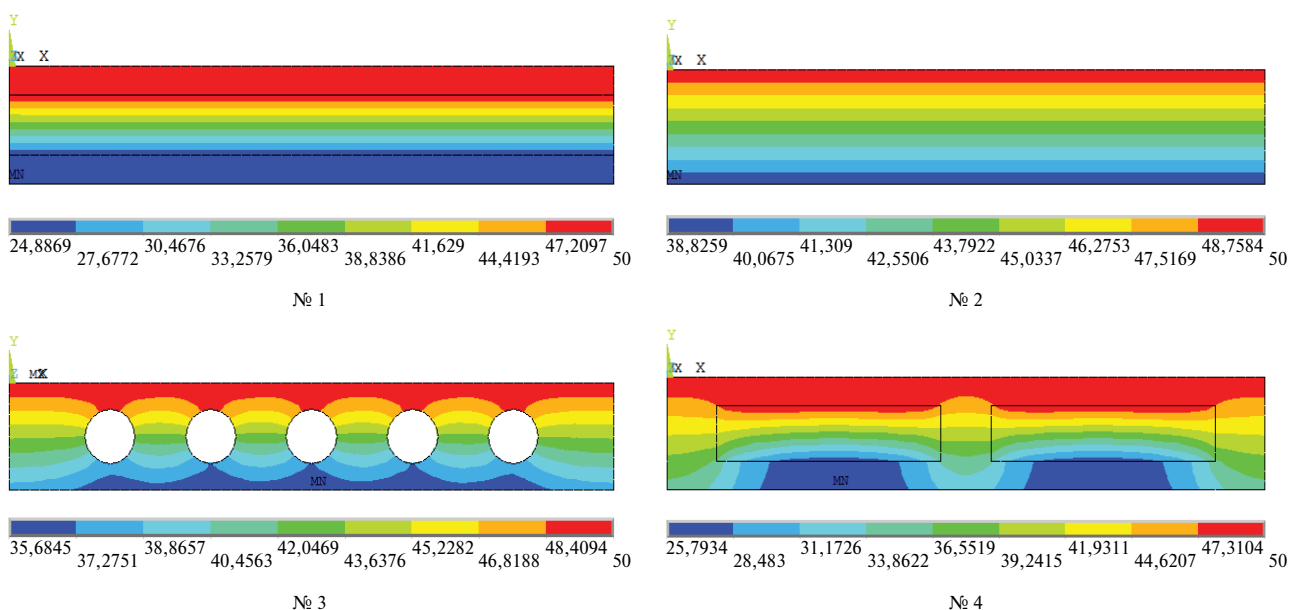 Y
X X
MN
24,8869 30,4676 36,0483 41,629 47,2097
27,6772 33,2579 38,8386 44,4193 50
№ 1
Y
X X
MN
38,8259 41,309 43,7922 46,2753 48,7584
40,0675 42,5506 45,0337 47,5169 50
№ 2
Y
Z
MN
35,6845 38,8657 42,0469 45,2282 48,4094
37,2751 40,4563 43,6376 46,8188 50
№ 3
Y
X X
MN
25,7934 31,1726 36,5519 41,9311 47,3104
28,483 33,8622 39,2415 44,6207 50
№ 4